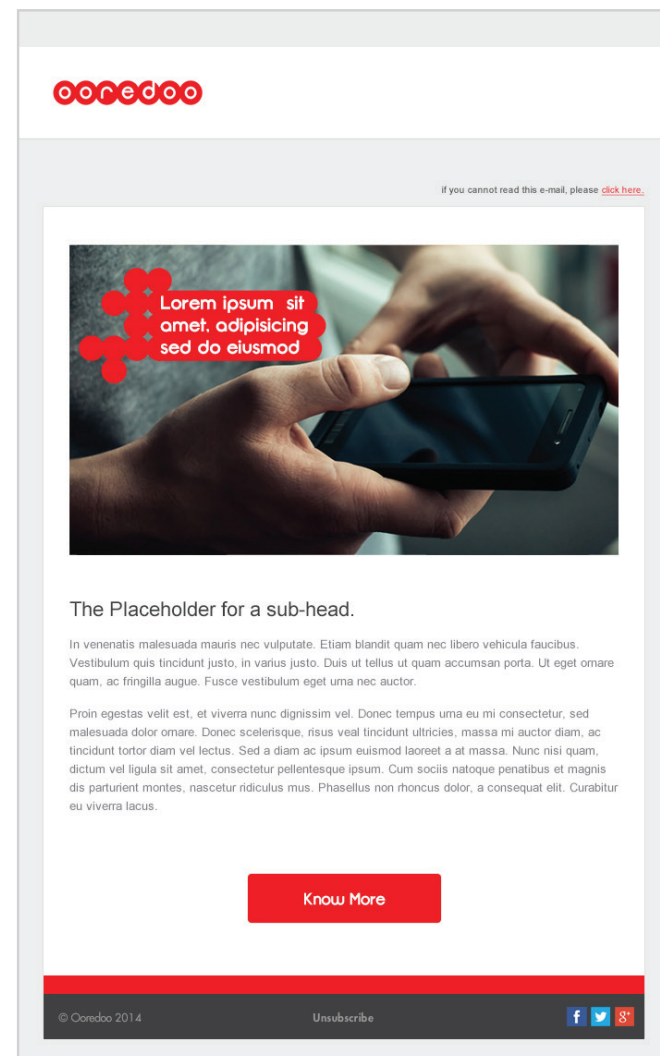 ooredoo
if you cannot read this e-mail, please click here.
Lorem ipsum sit
amet, adipisicing
sed do eiusmod
The Placeholder for a sub-head.
In venenatis malesuada mauris nec vulputate. Etiam blandit quam nec libero vehicula faucibus.
Vestibulum quis tincidunt justo, in varius justo. Duis ut tellus ut quam accumsan porta. Ut eget ornare
quam, ac fringilla augue. Fusce vestibulum eget urna nec auctor.
Proin egestas velit est, et viverra nunc dignissim vel. Donec tempus urna eu mi consectetur, sed
malesuada dolor ornare. Donec scelerisque, risus veal tincidunt ultricies, massa mi auctor diam, ac
tincidunt tortor diam vel lectus. Sed a diam ac ipsum euismod laoreet a at massa. Nunc nisi quam,
dictum vel ligula sit amet, consectetur pellentesque ipsum. Cum sociis natoque penatibus et magnis
dis parturient montes, nascetur ridiculus mus. Phasellus non rhoncus dolor, a consequat elit. Curabitur
eu viverra lacus.
Know More
© Ooredoo 2014 Unsubscribe f g+